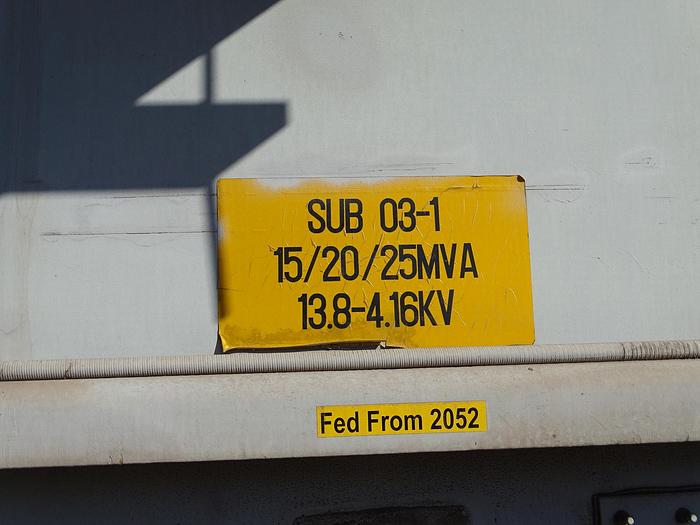 SUB 03-1
15/20/25MVA
13.8-4.16KV
Fed From 2052